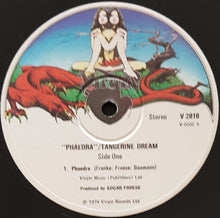 "PHAEDRA"/TANGERINE DREAM
Side One
Stereo
V 2010
1. Phaedra (Franke; Froese; Baumann)
Virgin Music (Publishers) Ltd
Produced by EDGAR FROESE
℗ 1974 Virgin Records Ltd